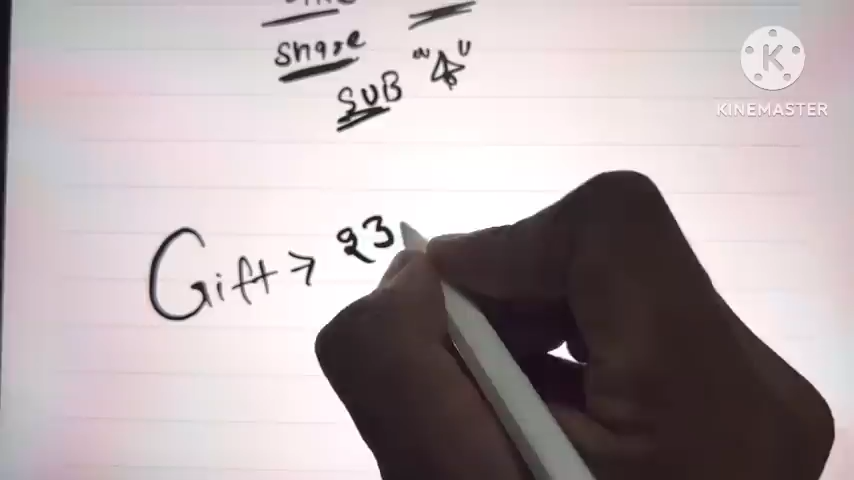 share
SUB "
"
Gift > 23
K
KINEMASTER